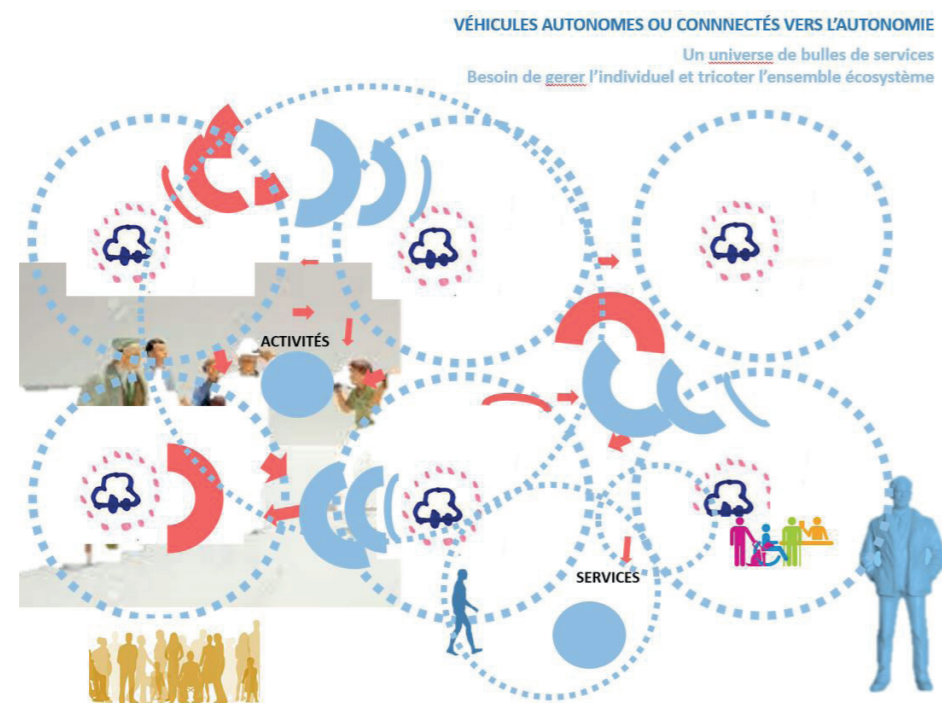 VÉHICULES AUTONOMES OU CONNNECTÉS VERS L'AUTONOMIE
Un universe de bulles de services
Besoin de gerer l'individuel et tricoter l'ensemble écosystème
ACTIVITÉS
SERVICES